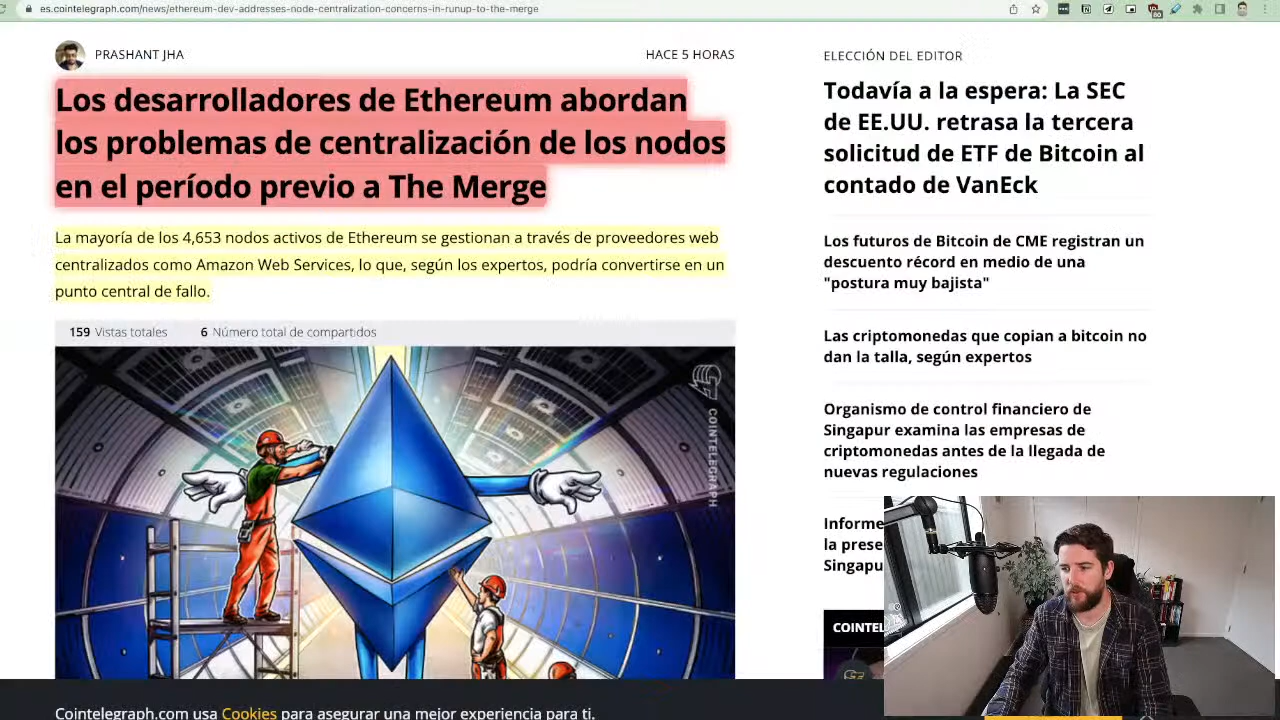 es.cointelegraph.com/news/ethereum-dev-addresses-node-centralization-concerns-in-runup-to-the-merge
PRASHANT JHA
HACE 5 HORAS
Los desarrolladores de Ethereum abordan
los problemas de centralización de los nodos
en el período previo a The Merge
La mayoría de los 4,653 nodos activos de Ethereum se gestionan a través de proveedores web
centralizados como Amazon Web Services, lo que, según los expertos, podría convertirse en un
punto central de fallo.
159 Vistas totales
6 Número total de compartidos
COINTELEGRAPH
ELECCIÓN DEL EDITOR
Todavía a la espera: La SEC
de EE.UU. retrasa la tercera
solicitud de ETF de Bitcoin al
contado de VanEck
Los futuros de Bitcoin de CME registran un
descuento récord en medio de una
"postura muy bajista"
Las criptomonedas que copian a bitcoin no
dan la talla, según expertos
Organismo de control financiero de
Singapur examina las empresas de
criptomonedas antes de la llegada de
nuevas regulaciones
Informe
la prese
Singapu
COINTEL
Cointelegraph.com usa Cookies para asegurar una mejor experiencia para ti.